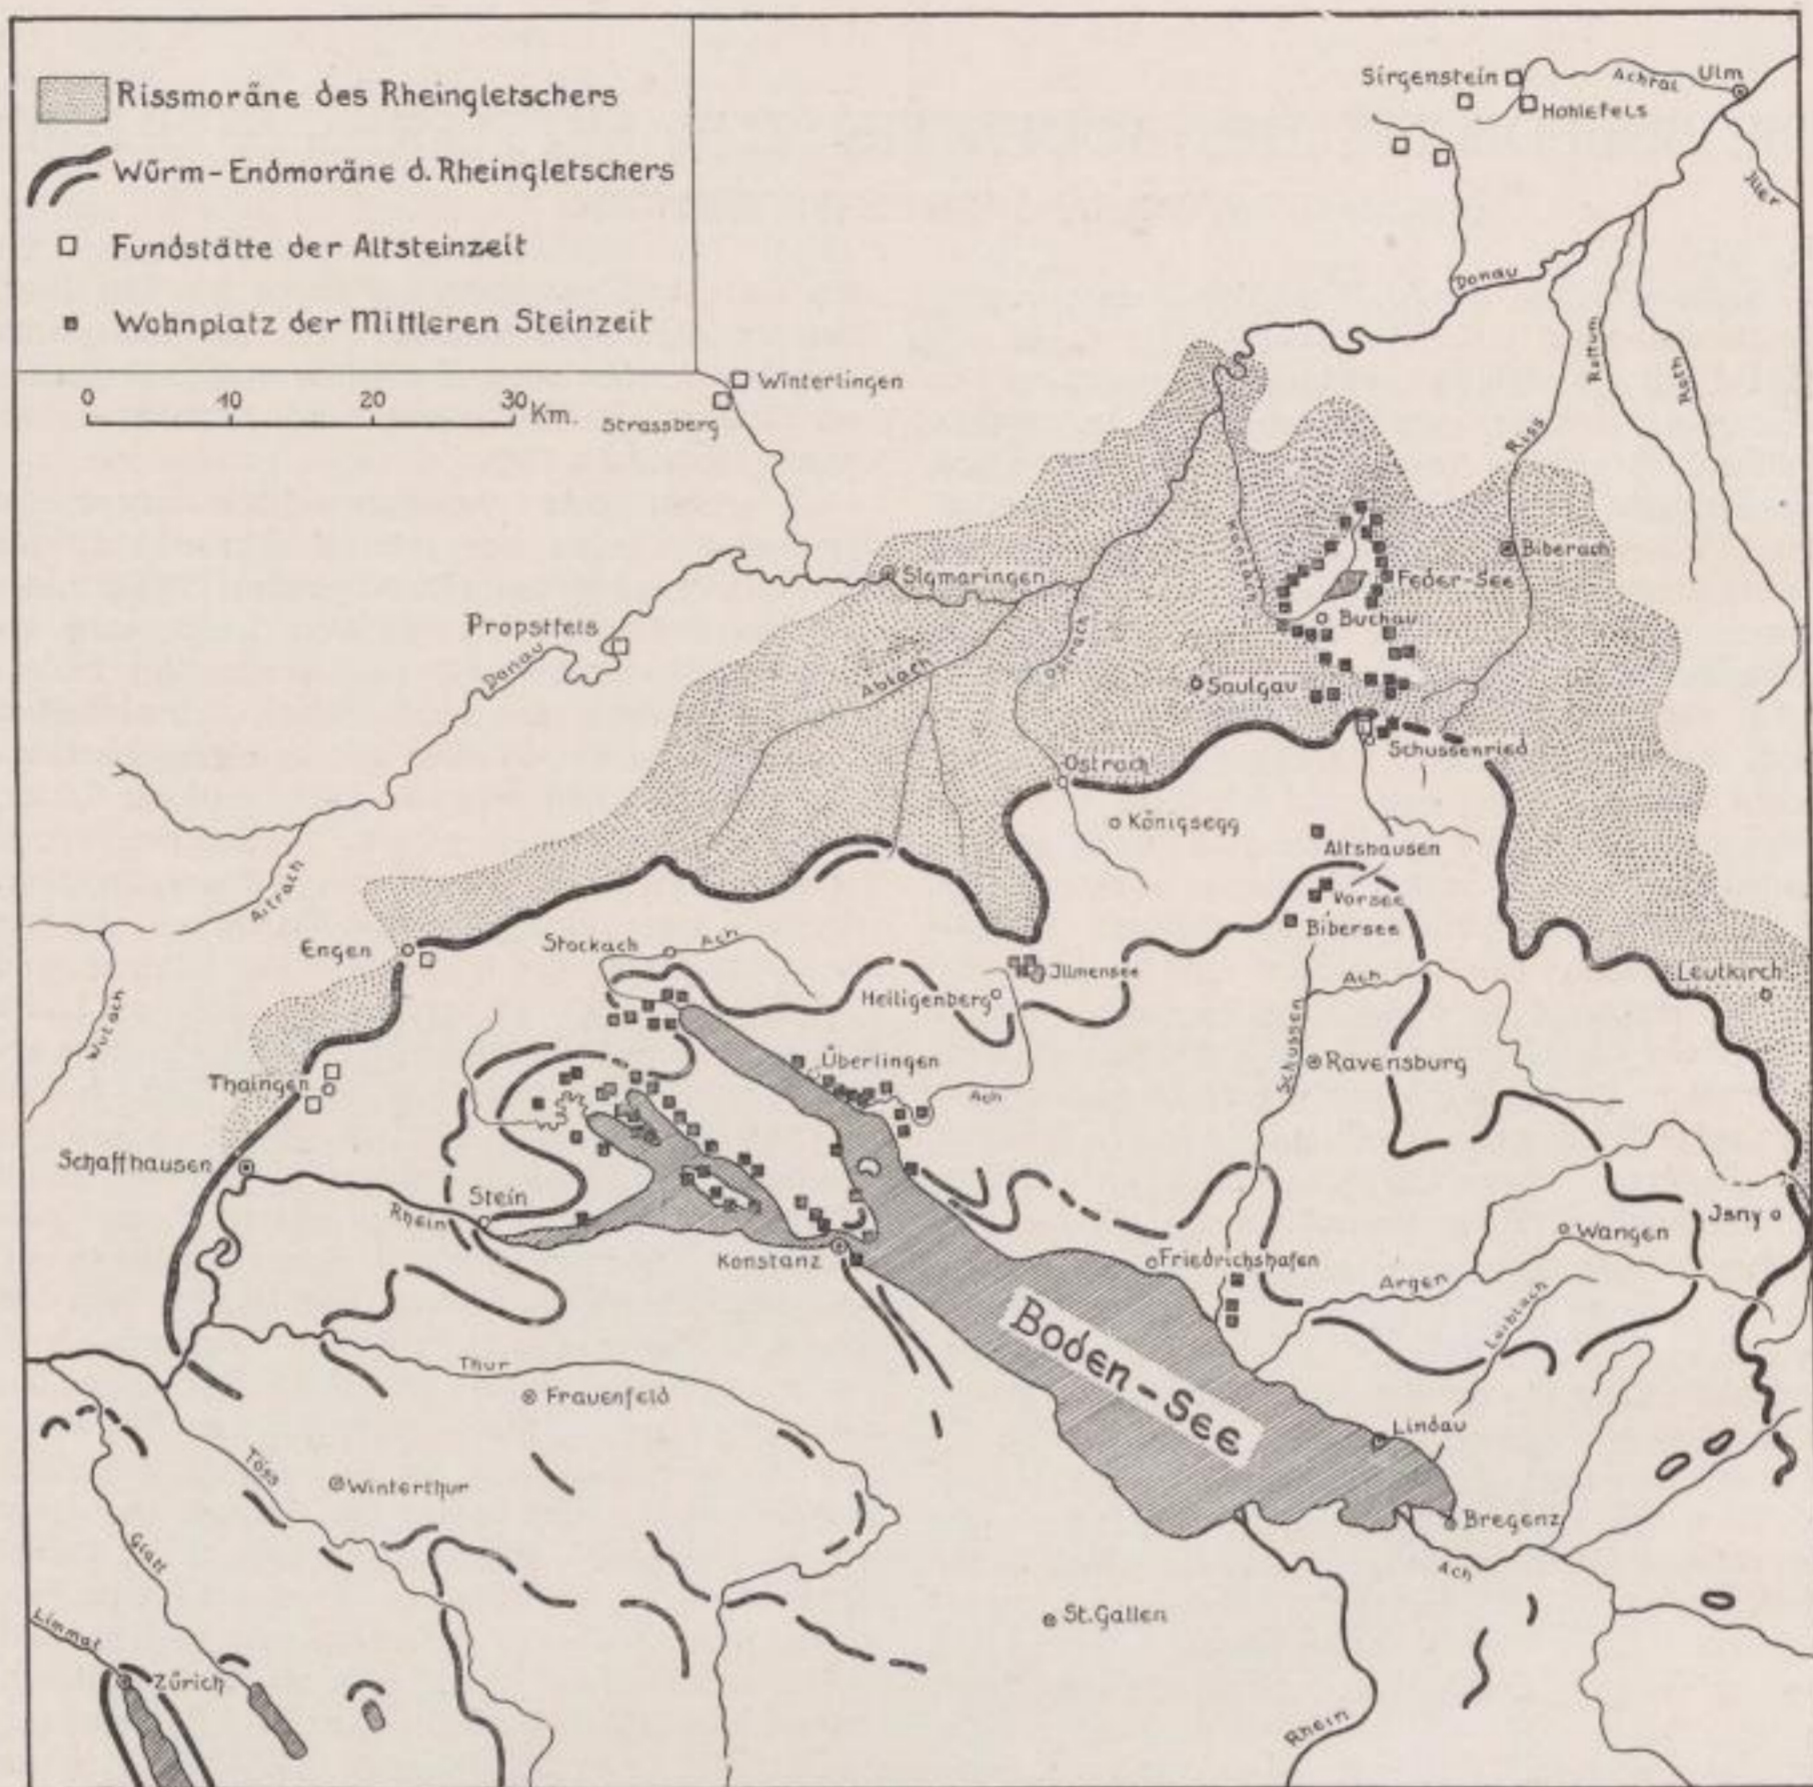 Rissmoräne des Rheingletschers
Würm-Endmoräne d. Rheingletschers
Fundstätte der Altsteinzeit
Wohnplatz der Mittleren Steinzeit
0 10 20 30 Km.
Sirgenstein
Achtal
Ulm
Hohlefels
Iller
Donau
Winterlingen
Strassberg
Rottum
Roth
Riss
Kanzach
Biberach
Sigmaringen
Feder-See
Propstfels
Buchau
Donau
Ostrach
Ablach
Saulgau
Schussenried
Ostrach
Königsegg
Altshausen
Aitrach
Vorsee
Bibersee
Engen
Stockach
Ach
Illmensee
Leutkirch
Ach
Heiligenberg
Wutach
Schussen
Überlingen
Ravensburg
Thaingen
Ach
Schaffhausen
Stein
Rhein
Isny
Wangen
Konstanz
Friedrichshafen
Argen
Leiblach
Boden-See
Thur
Frauenfeld
Lindau
Töss
Winterthur
Bregenz
Glatt
Ach
Limmat
St. Gallen
Zürich
Rhein